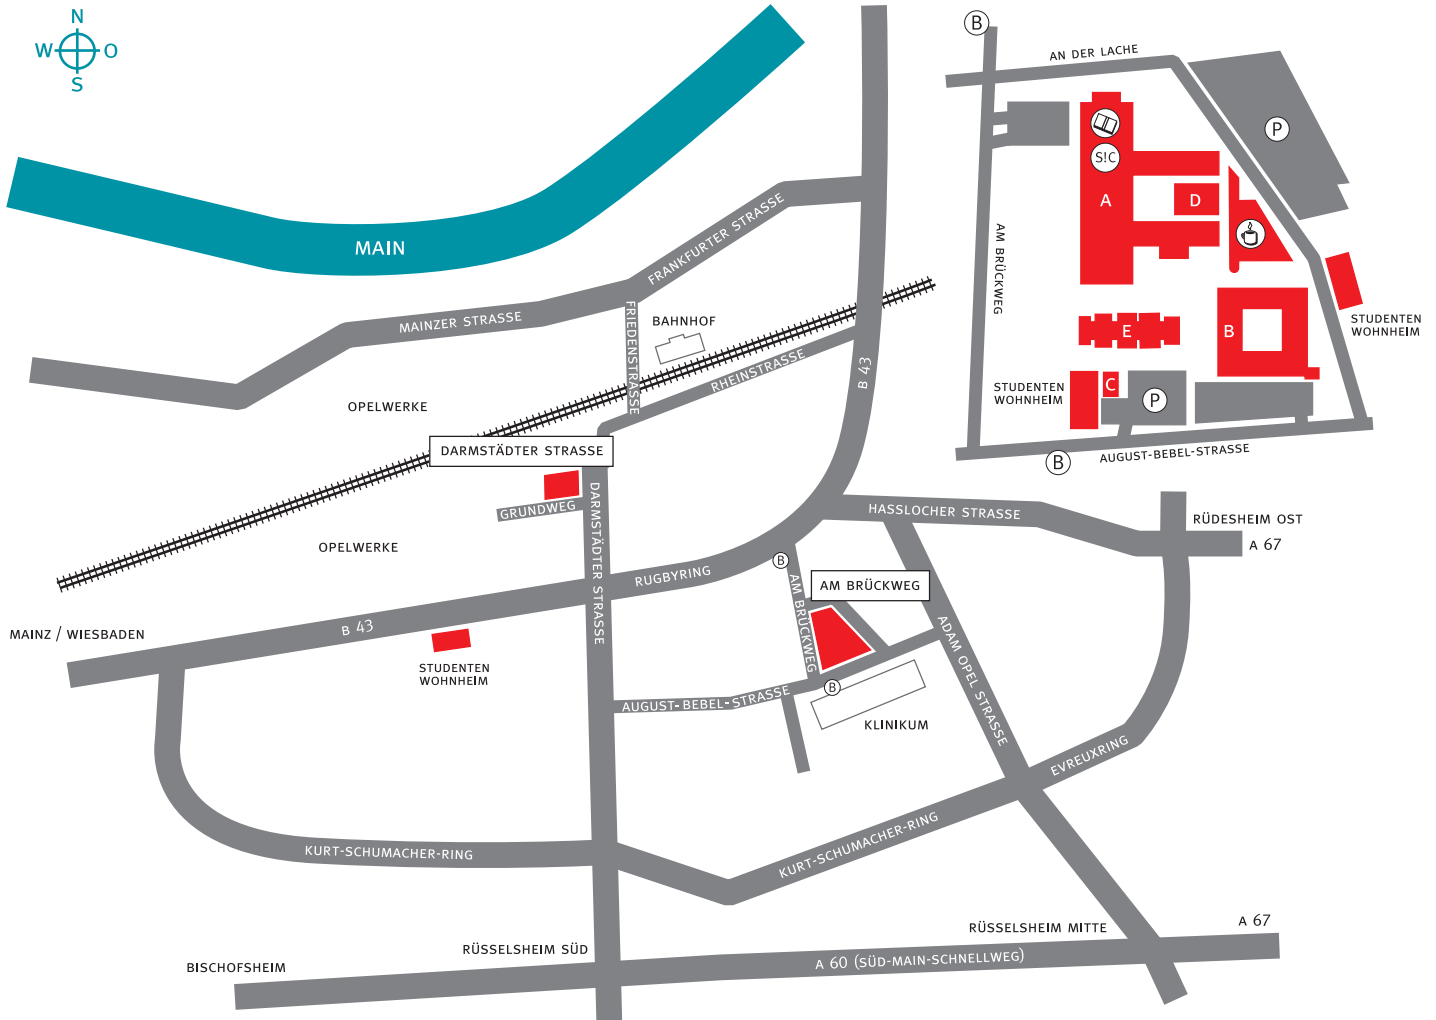 N
W O
S
MAIN
FRANKFURTER STRASSE
MAINZER STRASSE
FRIEDENSTRASSE
BAHNHOF
RHEINSTRASSE
B 43
OPELWERKE
DARMSTÄDTER STRASSE
GRUNDWEG
DARMSTÄDTER STRASSE
OPELWERKE
RUGBYRING
B 43
MAINZ / WIESBADEN
STUDENTEN
WOHNHEIM
HASSLOCHER STRASSE
RÜDESHEIM OST
A 67
B
AM BRÜCKWEG
AM BRÜCKWEG
ADAM OPEL STRASSE
AUGUST-BEBEL-STRASSE
B
KLINIKUM
EVREUXRING
KURT-SCHUMACHER-RING
KURT-SCHUMACHER-RING
RÜSSELSHEIM SÜD
RÜSSELSHEIM MITTE
A 67
BISCHOFSHEIM
A 60 (SÜD-MAIN-SCHNELLWEG)
B
AN DER LACHE
P
S!C
A
D
AM BRÜCKWEG
E
B
STUDENTEN
WOHNHEIM
STUDENTEN
WOHNHEIM
C
P
B
AUGUST-BEBEL-STRASSE